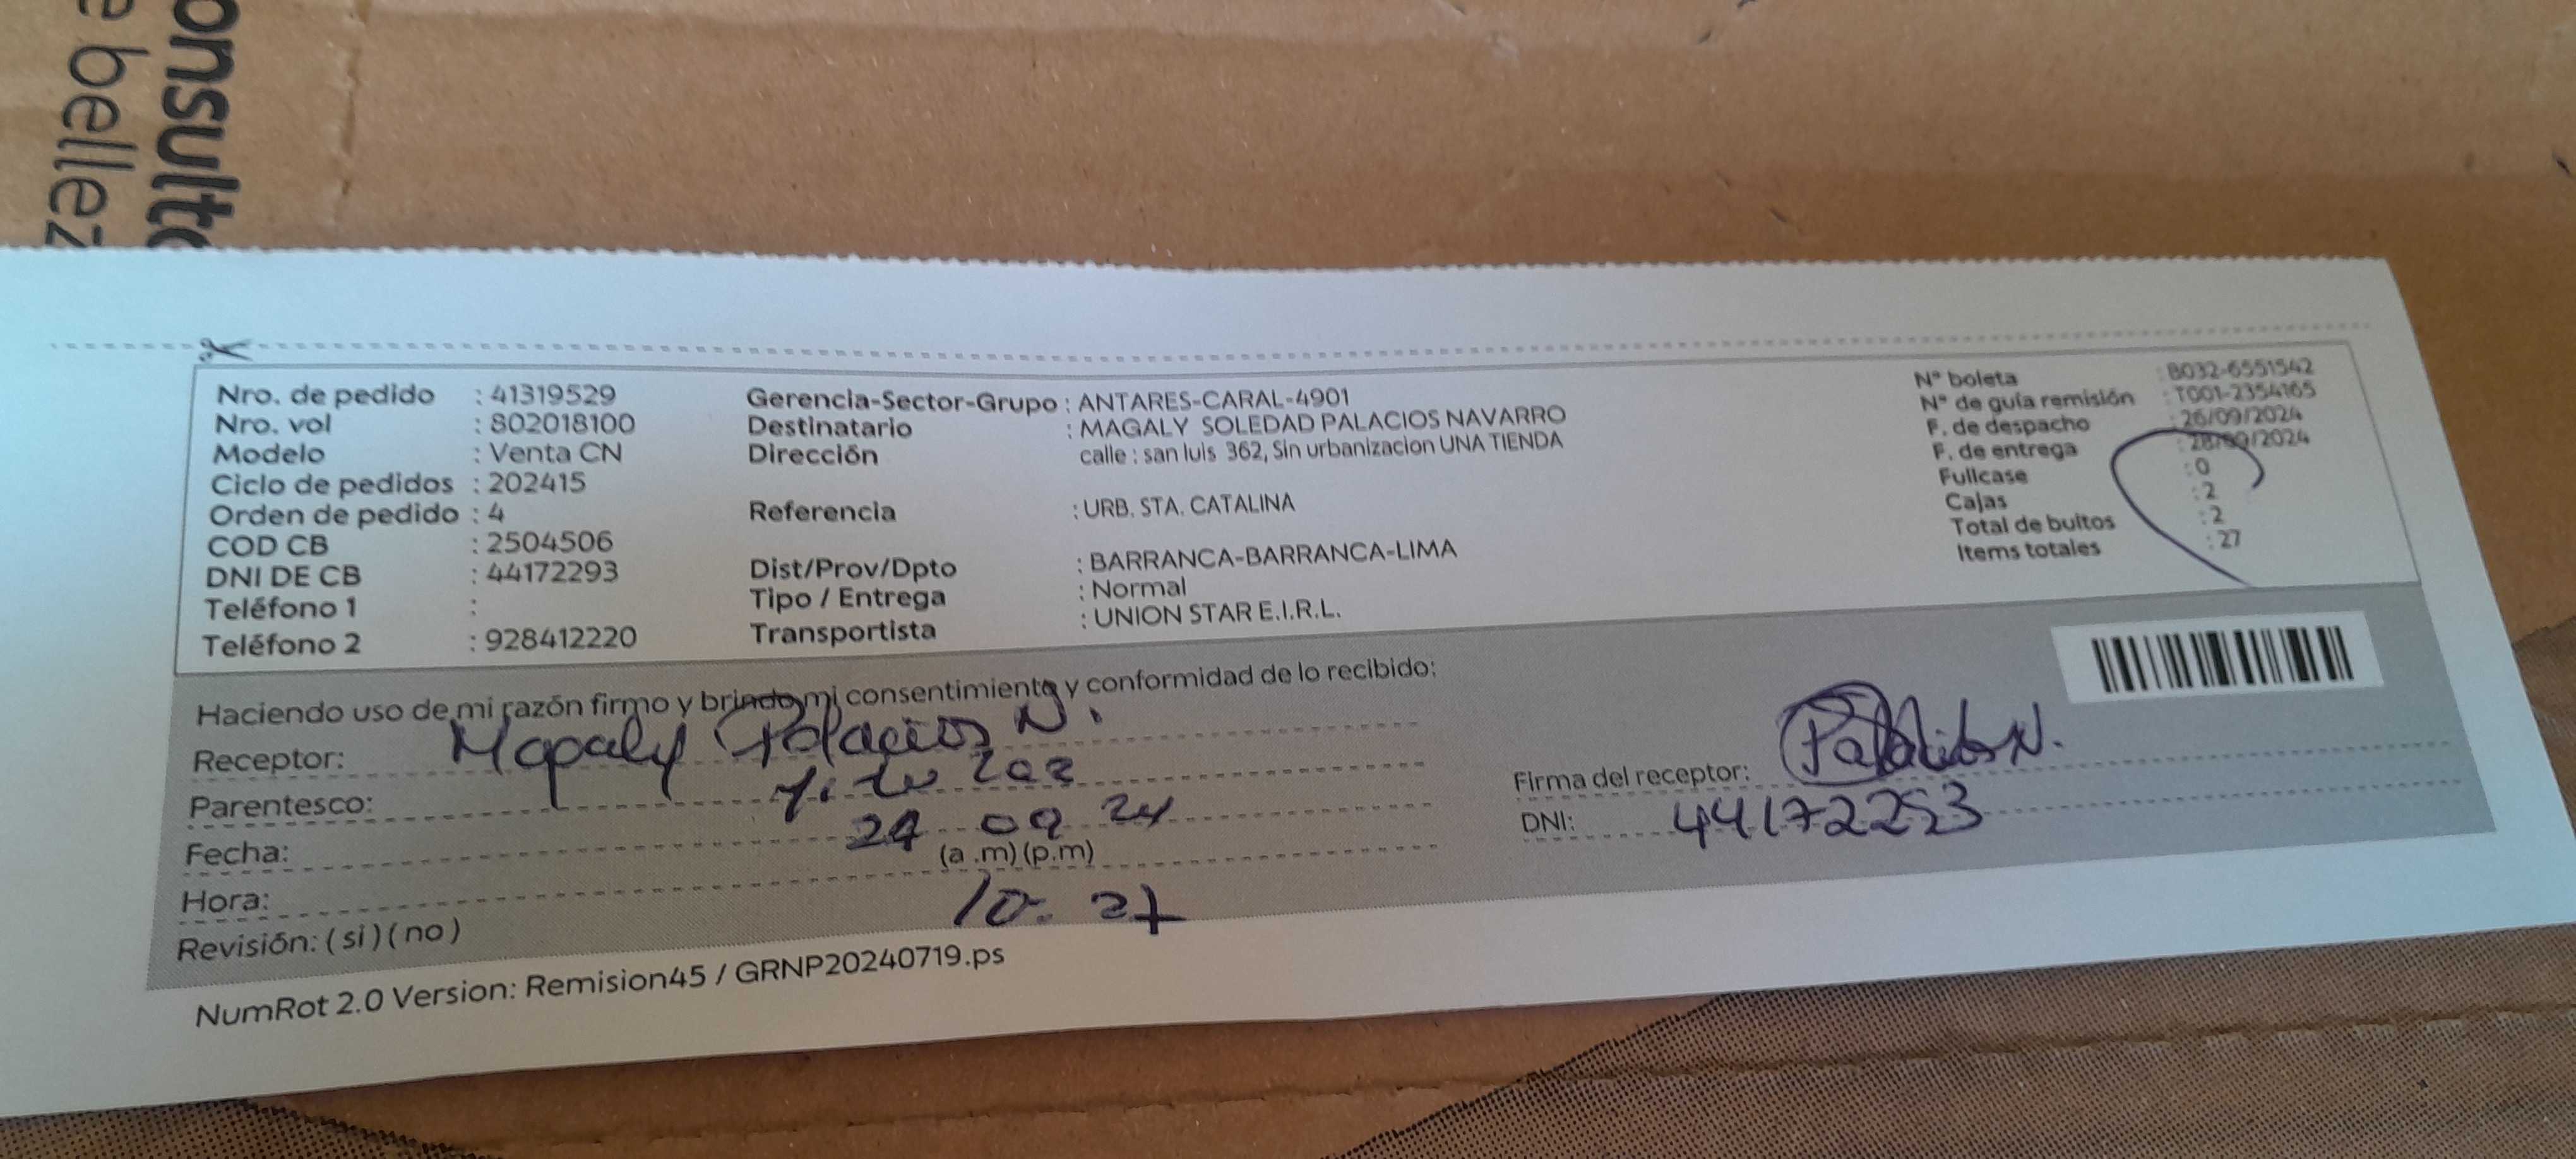 onsulto
e bellez
Nro. de pedido : 41319529
Nro. vol : 802018100
Modelo : Venta CN
Ciclo de pedidos : 202415
Orden de pedido : 4
COD CB : 2504506
DNI DE CB : 44172293
Teléfono 1 :
Teléfono 2 : 928412220
Gerencia-Sector-Grupo : ANTARES-CARAL-4901
Destinatario : MAGALY SOLEDAD PALACIOS NAVARRO
Dirección calle : san luis 362, Sin urbanizacion UNA TIENDA
Referencia : URB. STA. CATALINA
Dist/Prov/Dpto : BARRANCA-BARRANCA-LIMA
Tipo / Entrega : Normal
Transportista : UNION STAR E.I.R.L.
N° boleta : B032-6551542
N° de guía remisión : T001-2354165
F. de despacho : 26/09/2024
F. de entrega : 28/09/2024
Fullcase : 0
Cajas : 2
Total de bultos : 2
Items totales : 27
Haciendo uso de mi razón firmo y brindo mi consentimiento y conformidad de lo recibido:
Receptor: Magaly Palacios N.
Parentesco:
Fecha: 09 24
Hora: (a .m) (p.m)
10: 27
Revisión: ( si ) ( no )
Firma del receptor: Palacios N.
DNI: 44172293
NumRot 2.0 Version: Remision45 / GRNP20240719.ps